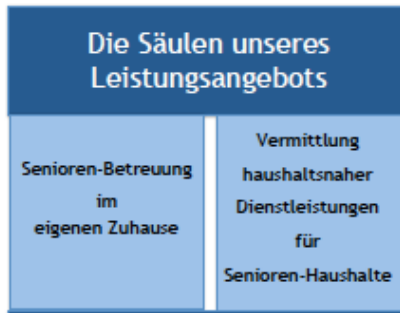 Die Säulen unseres
Leistungsangebots
Senioren-Betreuung
im
eigenen Zuhause
Vermittlung
haushaltsnaher
Dienstleistungen
für
Senioren-Haushalte